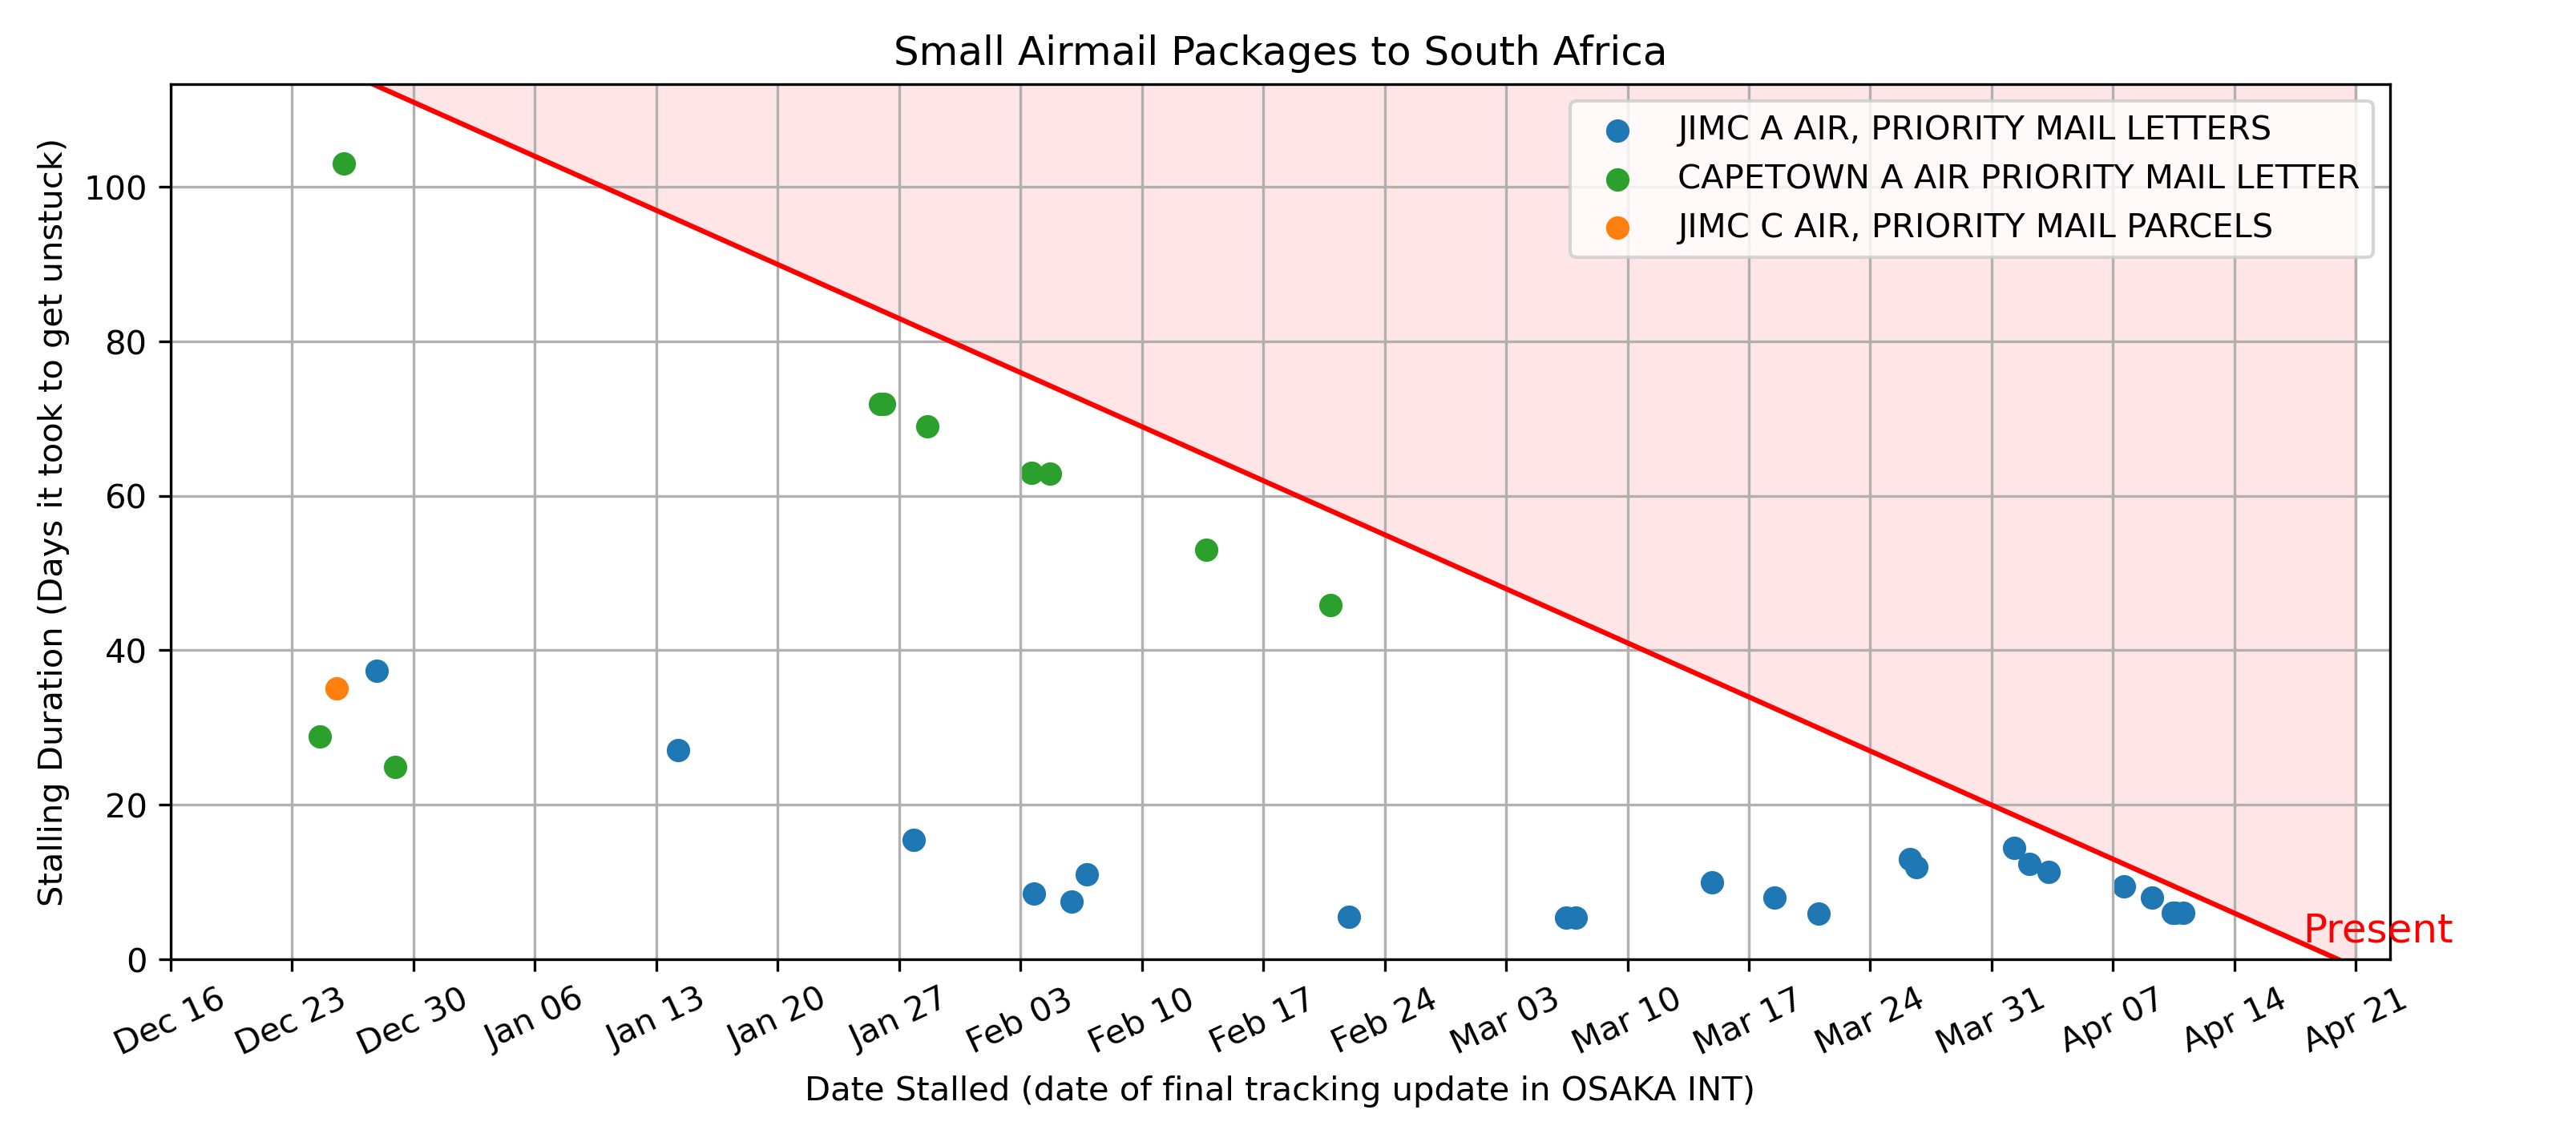 Small Airmail Packages to South Africa
JIMC A AIR, PRIORITY MAIL LETTERS
CAPETOWN A AIR PRIORITY MAIL LETTER
JIMC C AIR, PRIORITY MAIL PARCELS
Stalling Duration (Days it took to get unstuck)
100
80
60
40
20
0
Present
Dec 16
Dec 23
Dec 30
Jan 06
Jan 13
Jan 20
Jan 27
Feb 03
Feb 10
Feb 17
Feb 24
Mar 03
Mar 10
Mar 17
Mar 24
Mar 31
Apr 07
Apr 14
Apr 21
Date Stalled (date of final tracking update in OSAKA INT)